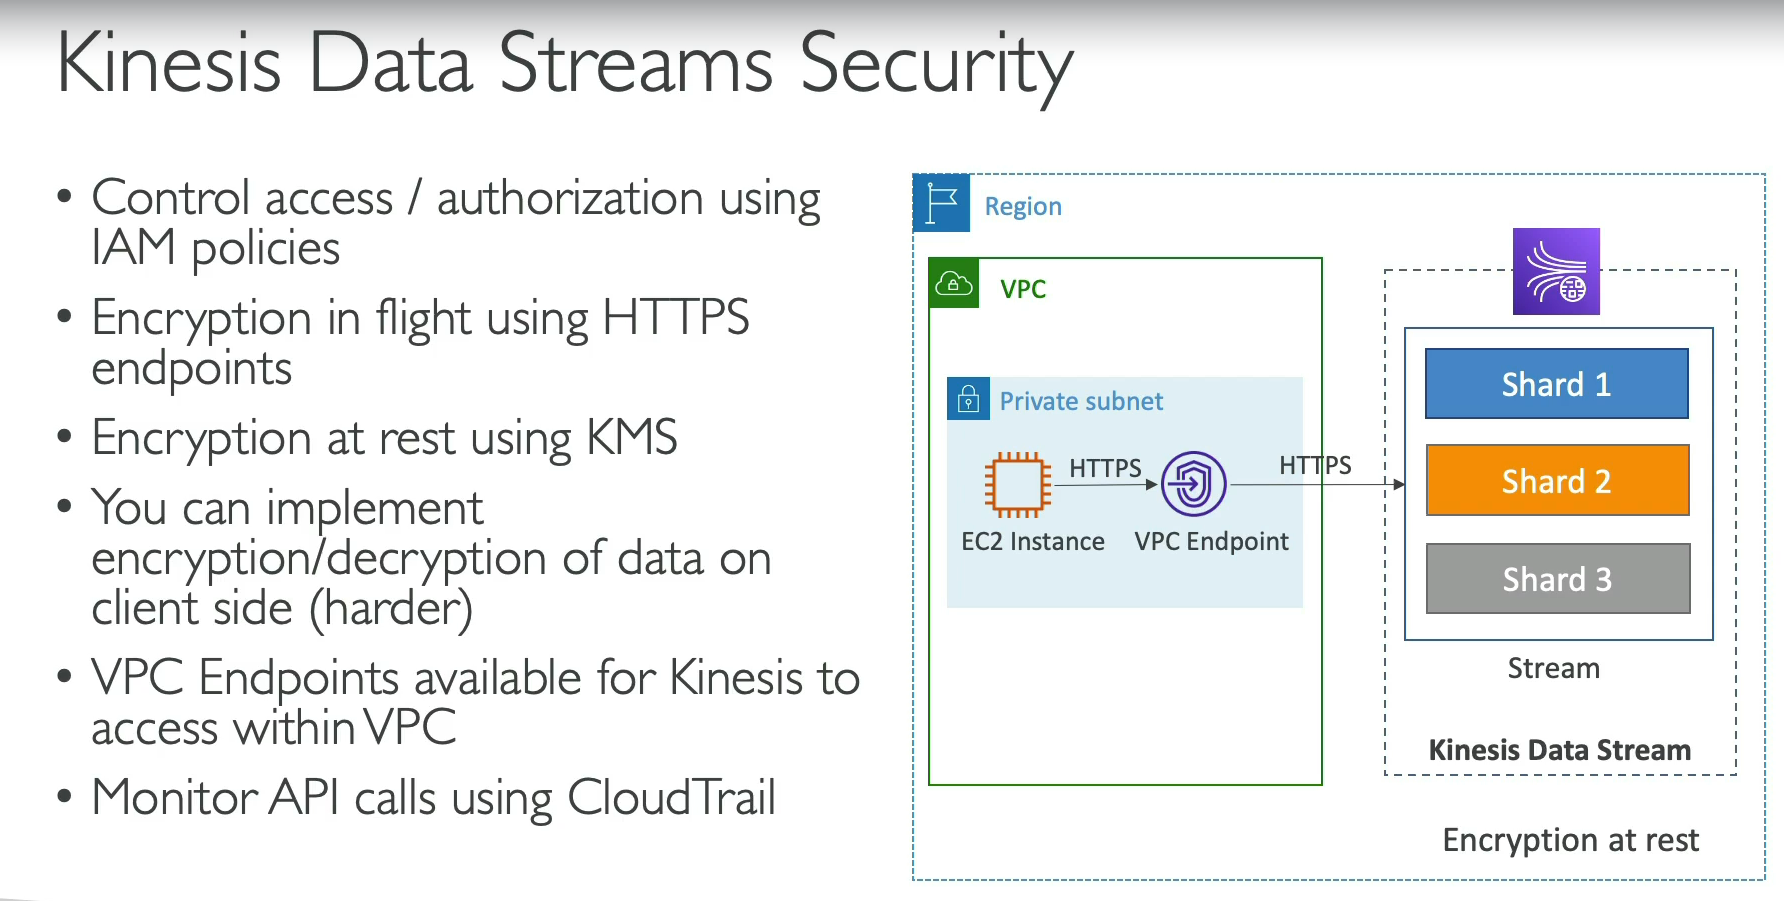 Kinesis Data Streams Security
• Control access / authorization using
IAM policies
• Encryption in flight using HTTPS
endpoints
• Encryption at rest using KMS
• You can implement
encryption/decryption of data on
client side (harder)
• VPC Endpoints available for Kinesis to
access within VPC
• Monitor API calls using CloudTrail
Region
VPC
Private subnet
HTTPS
HTTPS
EC2 Instance
VPC Endpoint
Shard 1
Shard 2
Shard 3
Stream
Kinesis Data Stream
Encryption at rest